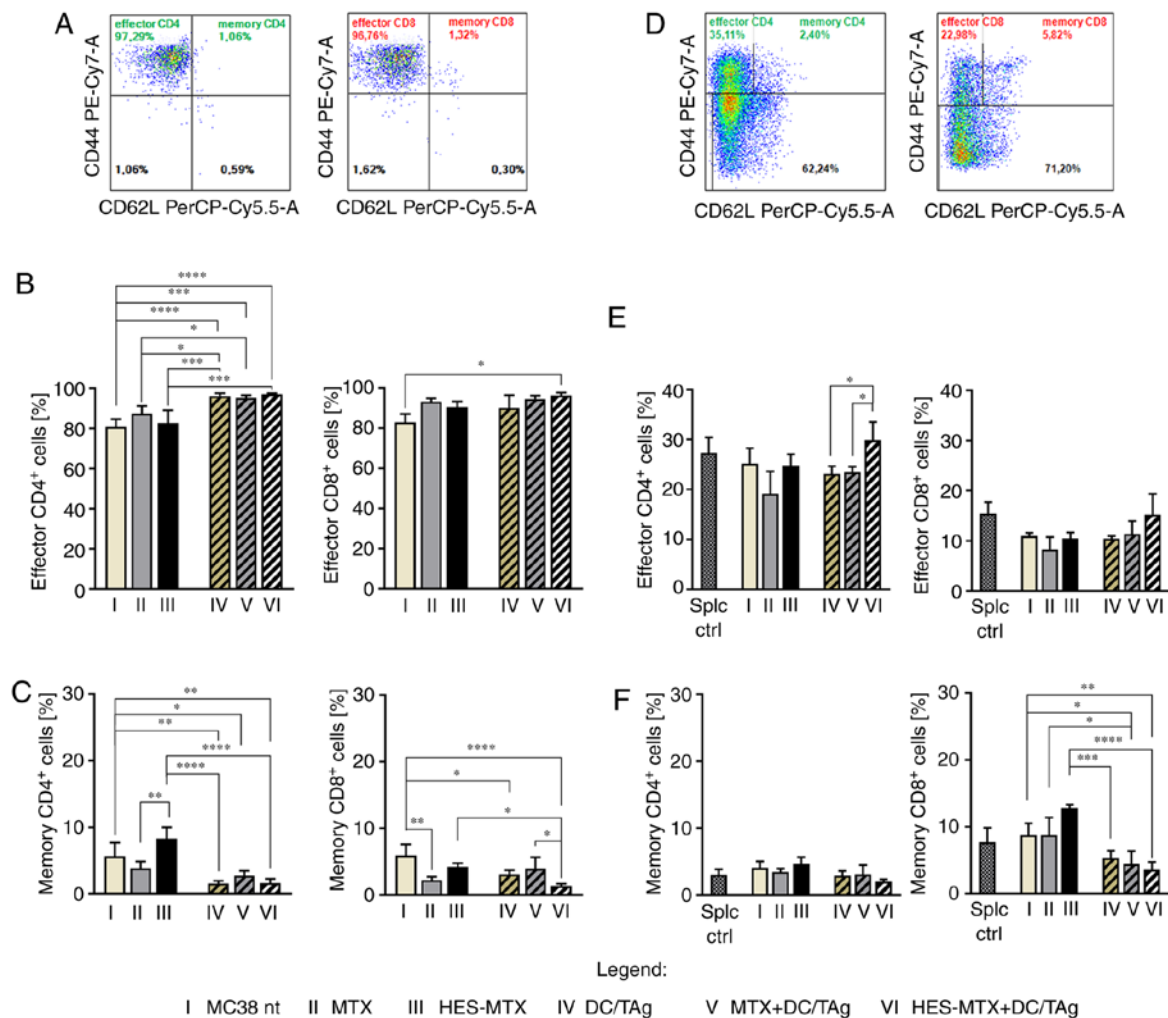 A
effector CD4
97,29%
memory CD4
1,06%
1,06%
0,59%
CD44 PE-Cy7-A
CD62L PerCP-Cy5.5-A
effector CD8
96,76%
memory CD8
1,32%
1,62%
0,30%
CD62L PerCP-Cy5.5-A
D
effector CD4
35,11%
memory CD4
2,40%
62,24%
CD44 PE-Cy7-A
CD62L PerCP-Cy5.5-A
effector CD8
22,98%
memory CD8
5,82%
71,20%
CD62L PerCP-Cy5.5-A
B
Effector CD4+ cells [%]
100
80
60
40
20
0
****
***
****
*
*
***
***
I II III IV V VI
Effector CD8+ cells [%]
100
80
60
40
20
0
*
I II III IV V VI
E
Effector CD4+ cells [%]
40
30
20
10
0
*
*
Splc ctrl I II III IV V VI
Effector CD8+ cells [%]
40
30
20
10
0
Splc ctrl I II III IV V VI
C
Memory CD4+ cells [%]
30
20
10
0
**
*
**
****
****
**
I II III IV V VI
Memory CD8+ cells [%]
30
20
10
0
****
*
**
*
*
I II III IV V VI
F
Memory CD4+ cells [%]
30
20
10
0
Splc ctrl I II III IV V VI
Memory CD8+ cells [%]
30
20
10
0
**
*
*
****
***
Splc ctrl I II III IV V VI
Legend:
I MC38 nt II MTX III HES-MTX IV DC/TAg V MTX+DC/TAg VI HES-MTX+DC/TAg